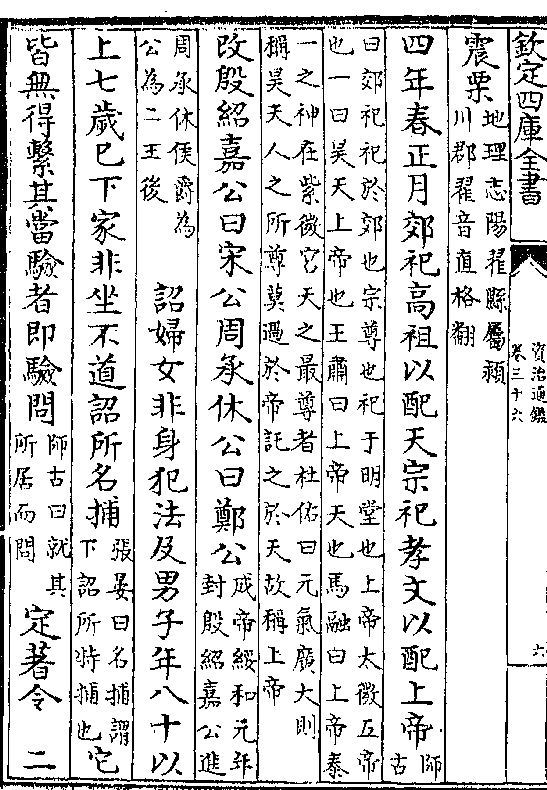 欽定四庫全書
資治通鑑
卷三十六
六
震栗
地理志陽翟縣屬潁
川郡翟音直格翻
四年春正月郊祀高祖以配天宗祀孝文以配上帝
師
古
曰郊祀祀於郊也宗尊也祀于明堂也上帝太微五帝
也一曰昊天上帝也王肅曰上帝天也馬融曰上帝泰
一之神在紫微宫天之最尊者杜佑曰元氣廣大則
稱昊天人之所尊莫過於帝託之於天故稱上帝
改殷紹嘉公曰宋公周承休公曰鄭公
成帝綏和元年
封殷紹嘉公進
周承休侯爵為
公為二王後
詔婦女非身犯法及男子年八十以
上七歲已下家非坐不道詔所名捕
張晏曰名捕謂
下詔所特捕也
它
皆無得繫其當驗者即驗問
師古曰就其
所居而問
定著令 二